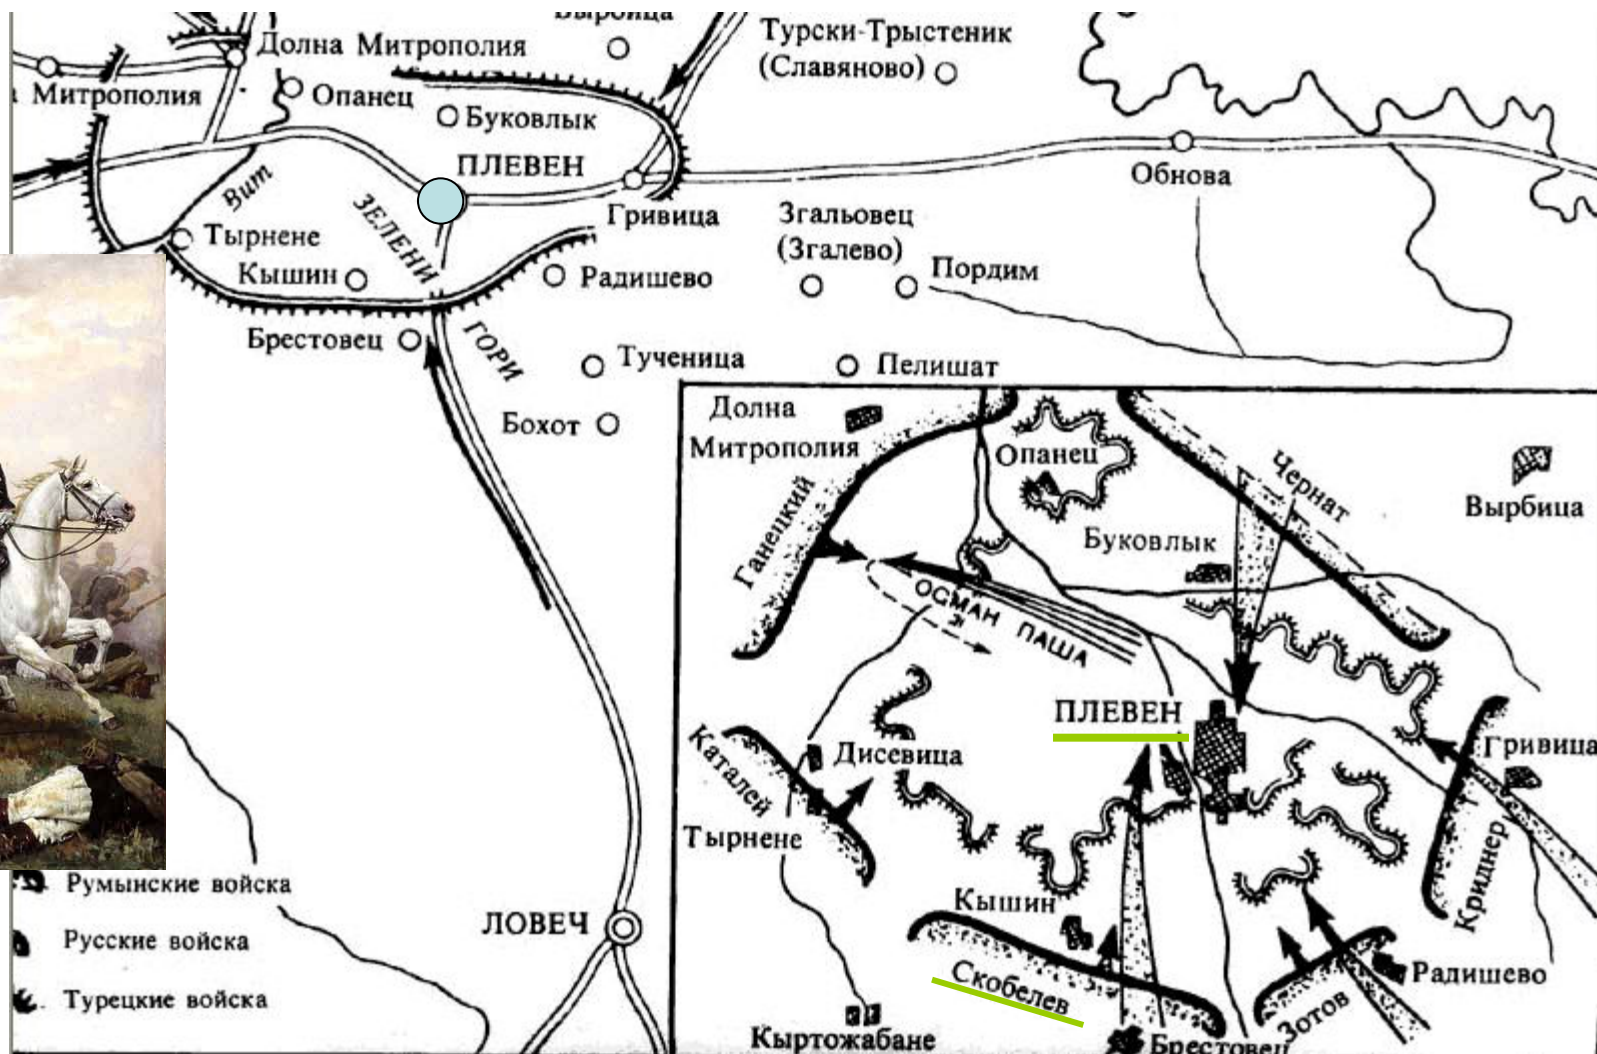 Долна Митрополия
Турски-Трыстеник
(Славяново)
Митрополия
Опанец
Буковлык
ПЛЕВЕН
Вит
ЗЕЛЕНИ
Обнова
Гривица
Згальовец
(Згалево)
Тырнене
Кышин
Радишево
Пордим
Брестовец
ГОРИ
Тученица
Пелишат
Бохот
ЛОВЕЧ
Румынские войска
Русские войска
Турецкие войска
Долна
Митрополия
Опанец
Чернат
Вырбица
Ганецкий
Буковлык
ОСМАН ПАША
ПЛЕВЕН
Гривица
Каталей
Дисевица
Тырнене
Кышин
Криднер
Скобелев
Радишево
Зотов
Кыртожабане
Брестовец